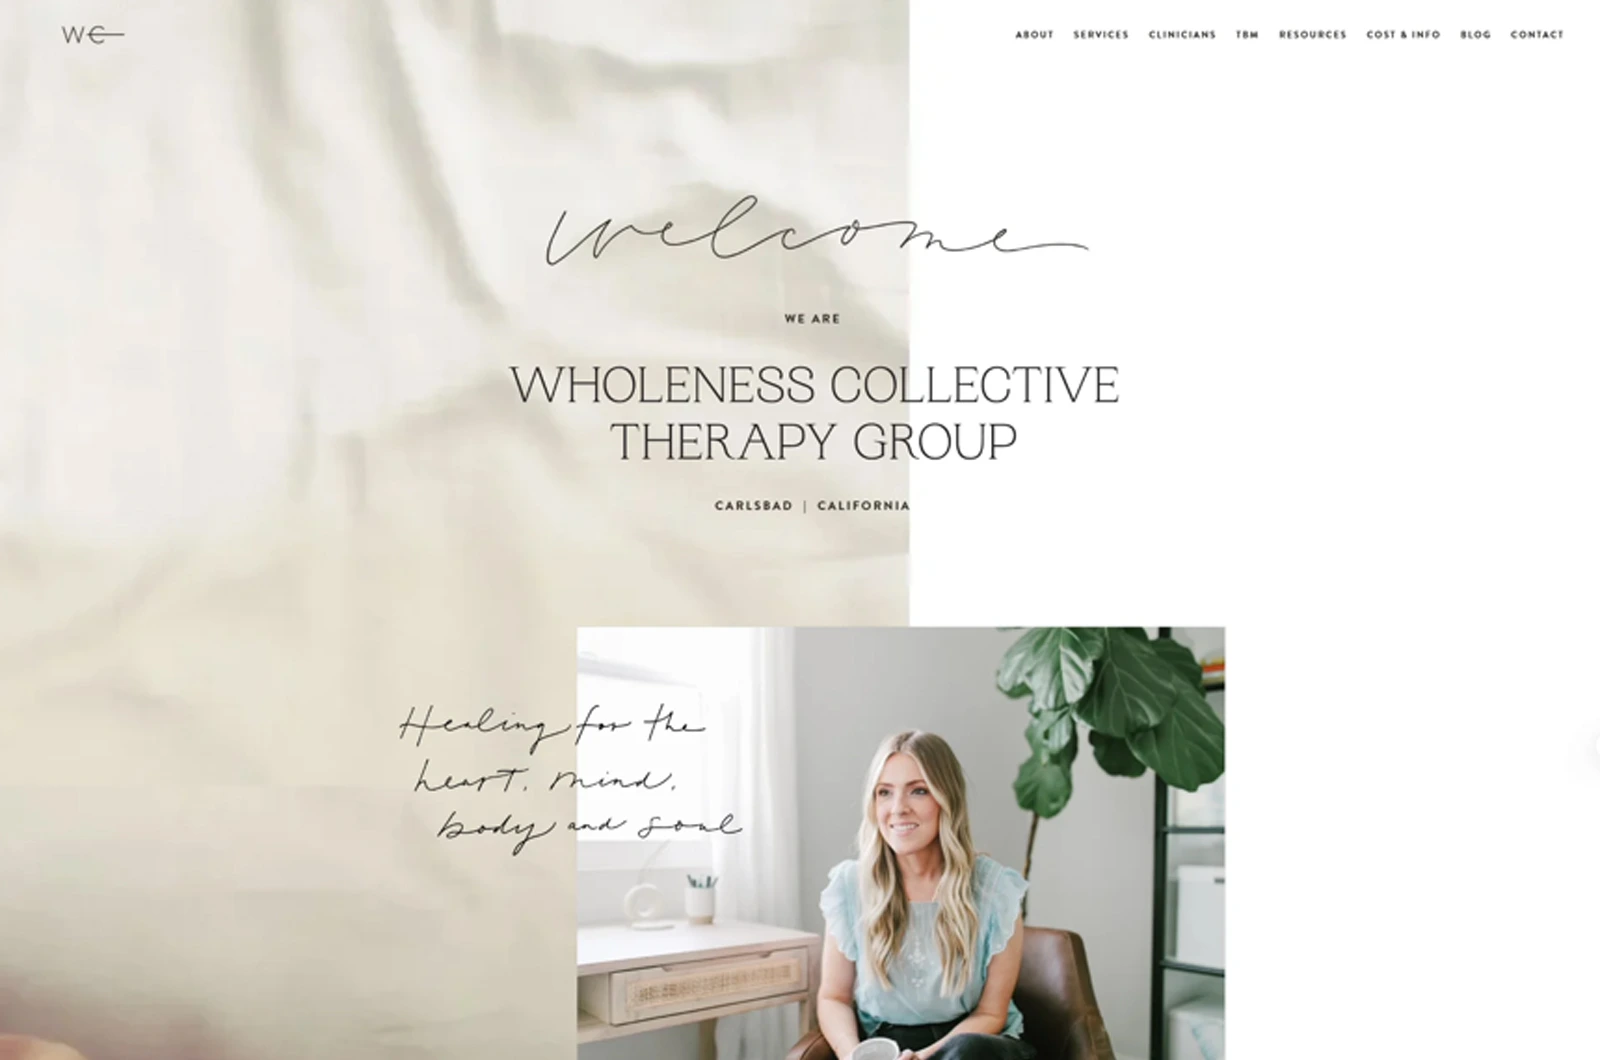 WC
ABOUT SERVICES CLINICIANS TBM RESOURCES COST & INFO BLOG CONTACT
welcome
WE ARE
WHOLENESS COLLECTIVE
THERAPY GROUP
CARLSBAD | CALIFORNIA
Healing for the
heart, mind,
body and soul